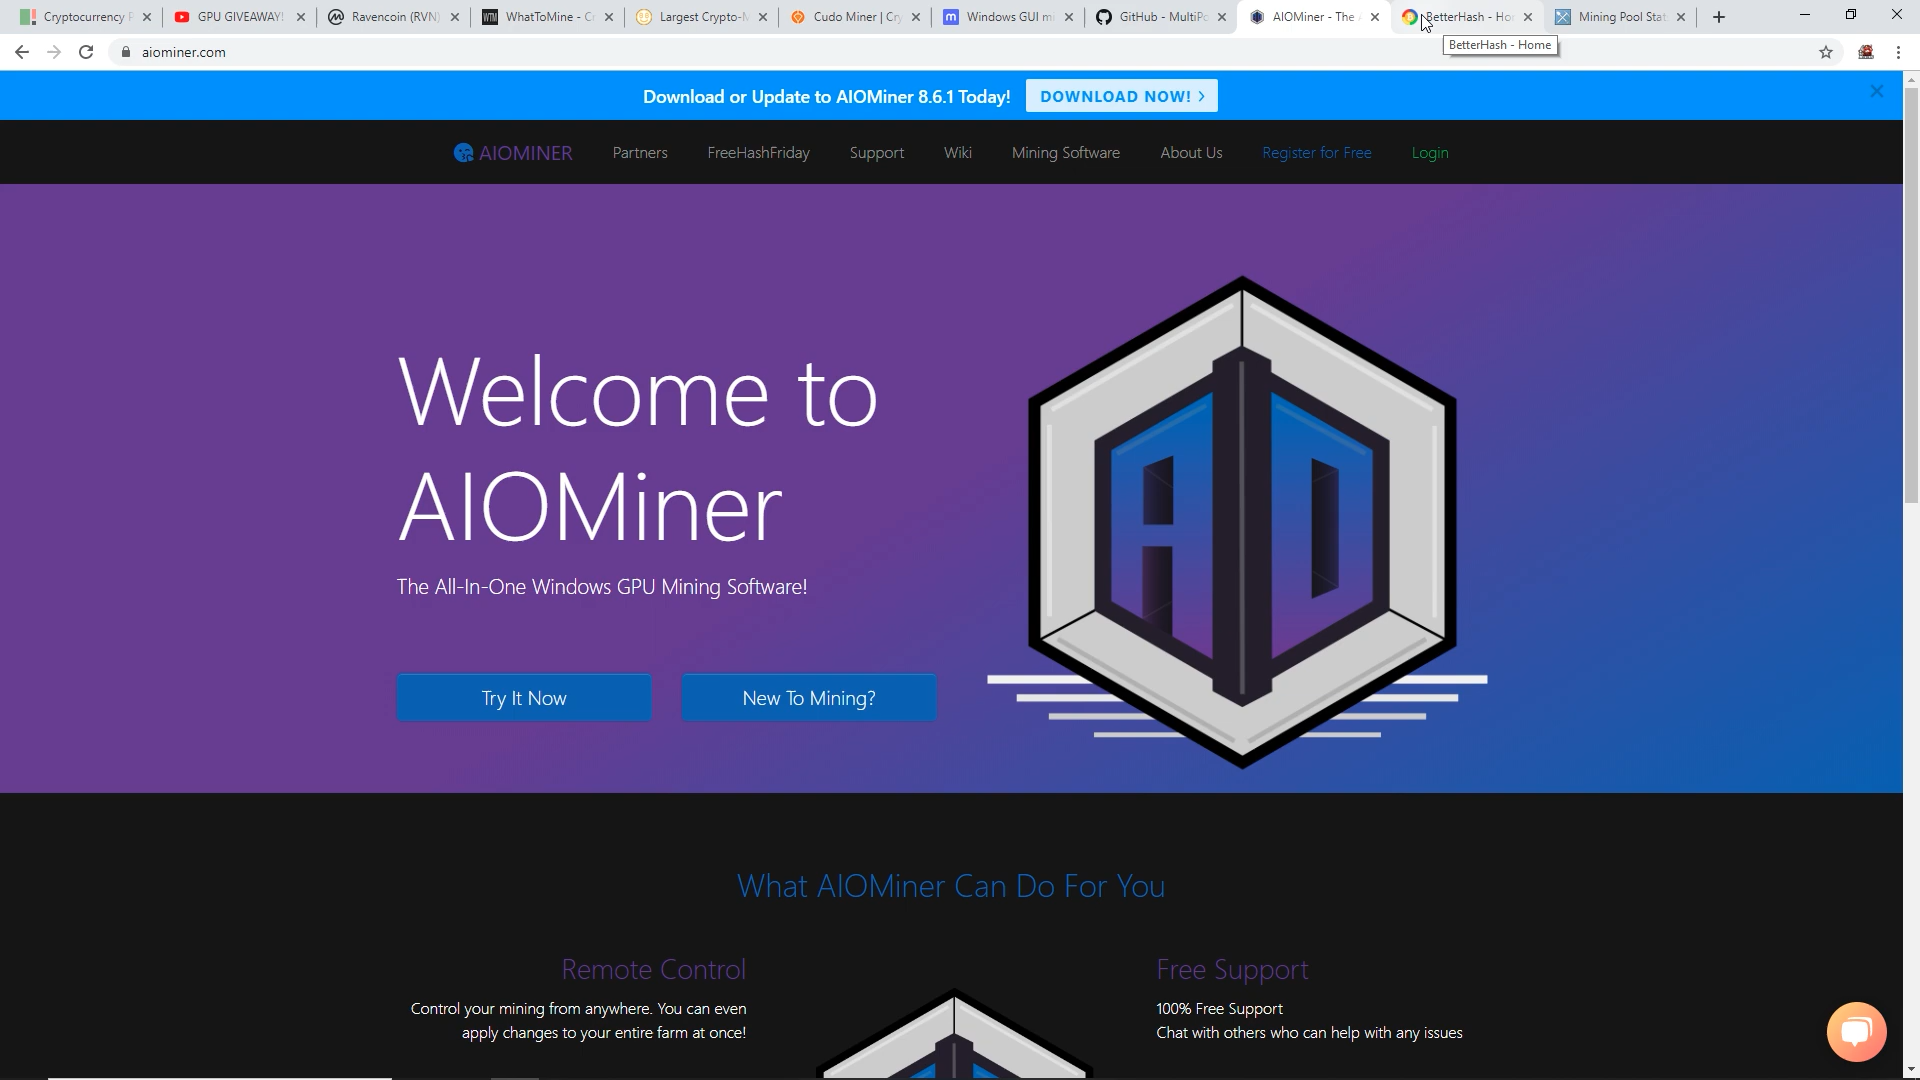 Cryptocurrency P
GPU GIVEAWAY!
Ravencoin (RVN)
WTM
WhatToMine - C
Largest Crypto-M
Cudo Miner | Cr
m
Windows GUI m
GitHub - MultiPo
AIOMiner - The A
BetterHash - Ho
Mining Pool Stat
aiominer.com
BetterHash - Home
Download or Update to AIOMiner 8.6.1 Today!
DOWNLOAD NOW! >
AIOMINER
Partners
FreeHashFriday
Support
Wiki
Mining Software
About Us
Register for Free
Login
Welcome to
AIOMiner
The All-In-One Windows GPU Mining Software!
Try It Now
New To Mining?
What AIOMiner Can Do For You
Remote Control
Control your mining from anywhere. You can even
apply changes to your entire farm at once!
Free Support
100% Free Support
Chat with others who can help with any issues